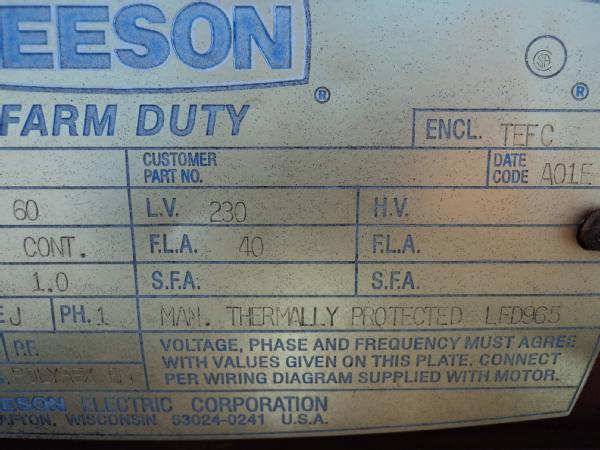 EESON
®
®
FARM DUTY
ENCL. TEFC
CUSTOMER PART NO.
DATE CODE A01E
60 L.V. 230 H.V.
CONT. F.L.A. 40 F.L.A.
1.0 S.F.A. S.F.A.
E J PH. 1 MAN. THERMALLY PROTECTED LFD965
P.F.
VOLTAGE, PHASE AND FREQUENCY MUST AGREE
WITH VALUES GIVEN ON THIS PLATE. CONNECT
PER WIRING DIAGRAM SUPPLIED WITH MOTOR.
EESON ELECTRIC CORPORATION
AFTON, WISCONSIN 53024-0241 U.S.A.